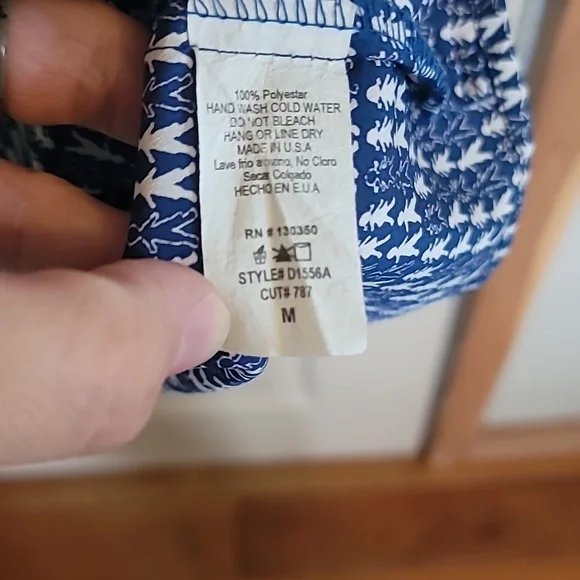 100% Polyester
HAND WASH COLD WATER
DO NOT BLEACH
HANG OR LINE DRY
MADE IN U.S.A
Lave frio a mano, No Cloro
Secar Colgado
HECHO EN E.U.A
RN # 130350
STYLE# D1556A
CUT# 787
M